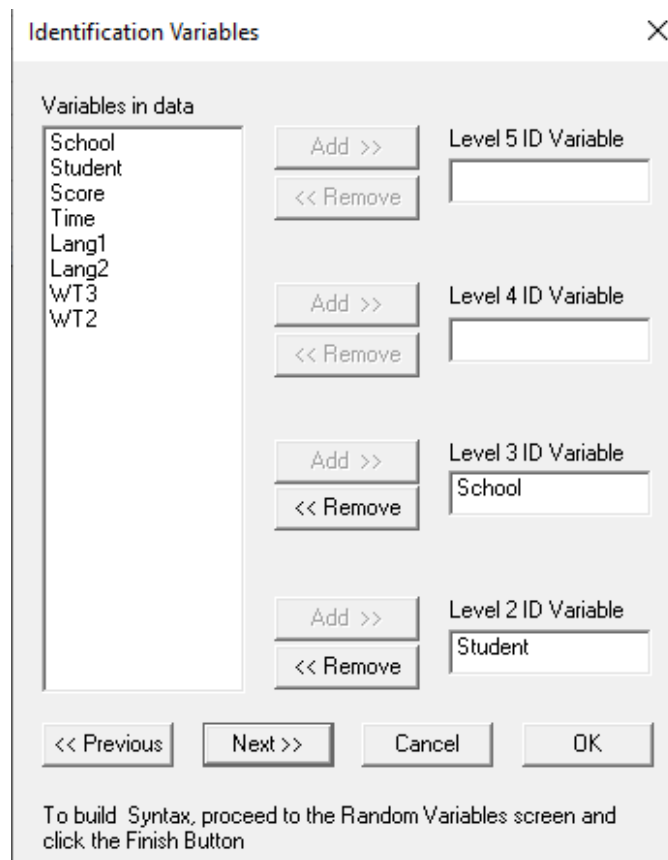 Identification Variables
Variables in data
School
Student
Score
Time
Lang1
Lang2
WT3
WT2
Add >>
<< Remove
Level 5 ID Variable
Add >>
<< Remove
Level 4 ID Variable
Add >>
<< Remove
Level 3 ID Variable
School
Add >>
<< Remove
Level 2 ID Variable
Student
<< Previous
Next >>
Cancel
OK
To build  Syntax, proceed to the Random Variables screen and
click the Finish Button